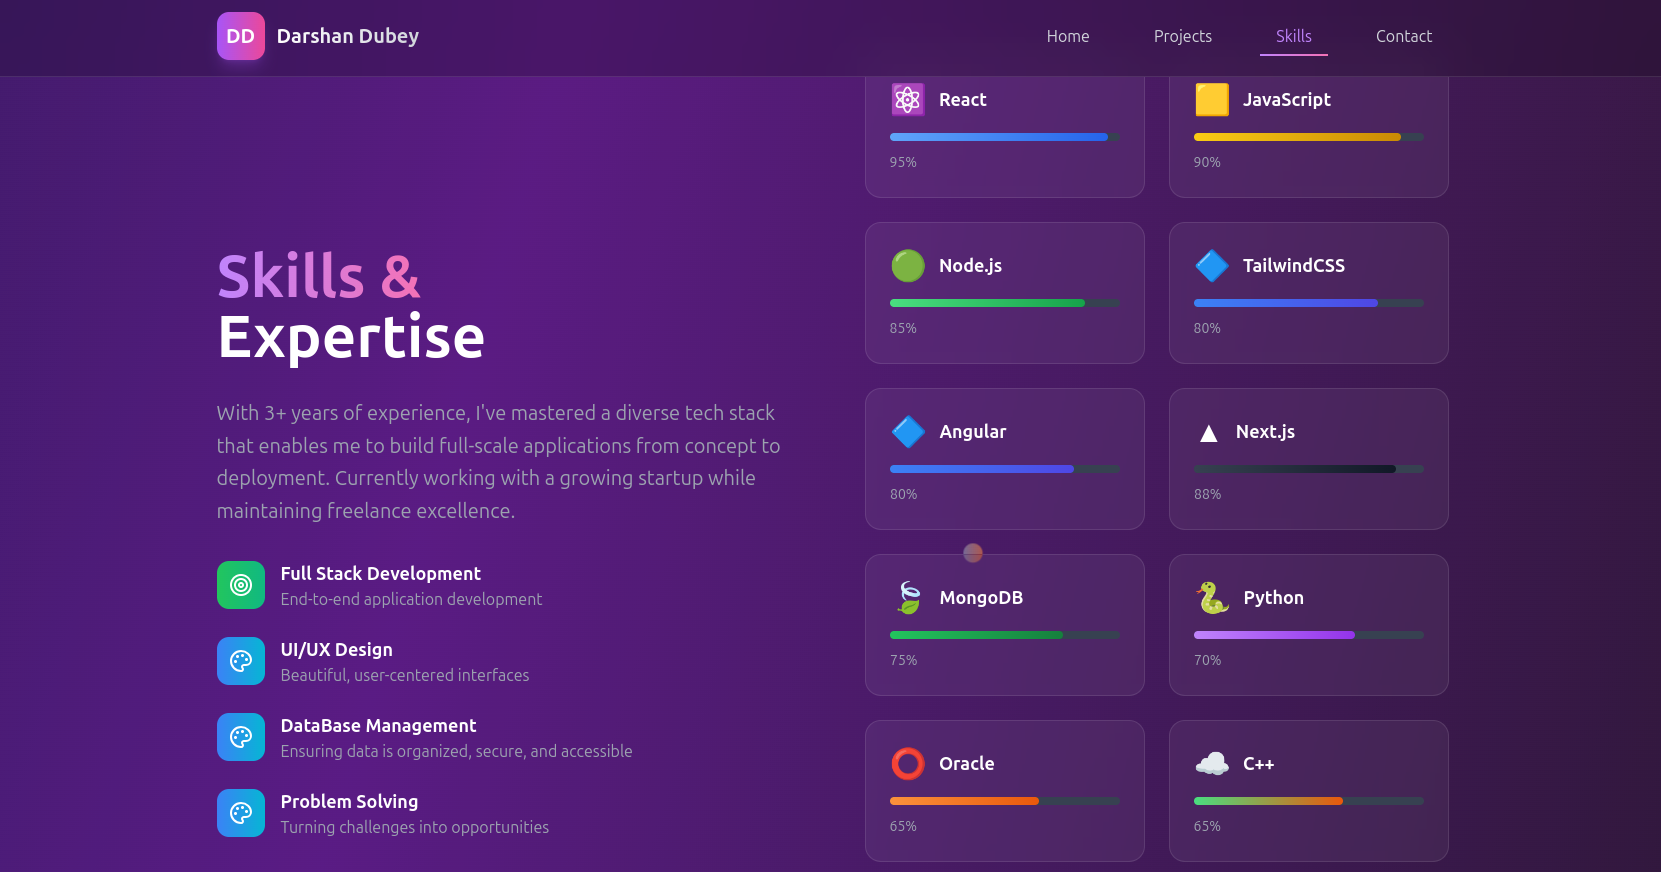 DD Darshan Dubey
Home Projects Skills Contact
Skills &
Expertise
With 3+ years of experience, I've mastered a diverse tech stack
that enables me to build full-scale applications from concept to
deployment. Currently working with a growing startup while
maintaining freelance excellence.
Full Stack Development
End-to-end application development
UI/UX Design
Beautiful, user-centered interfaces
DataBase Management
Ensuring data is organized, secure, and accessible
Problem Solving
Turning challenges into opportunities
React
95%
JavaScript
90%
Node.js
85%
TailwindCSS
80%
Angular
80%
Next.js
88%
MongoDB
75%
Python
70%
Oracle
65%
C++
65%